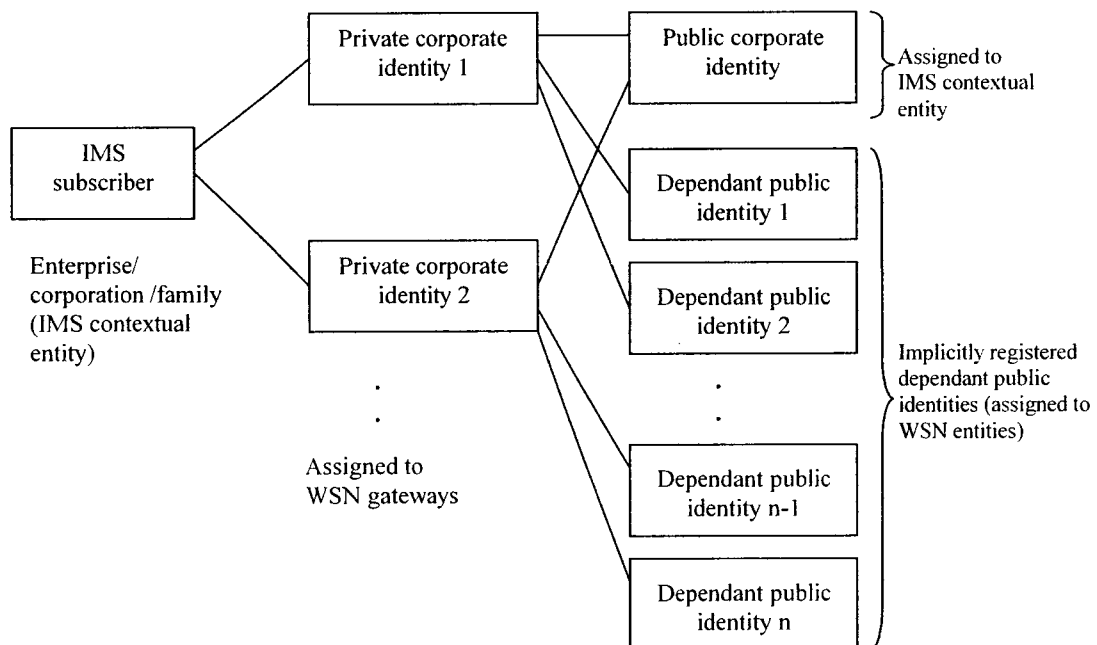 IMS
subscriber
Enterprise/
corporation /family
(IMS contextual
entity)
Private corporate
identity 1
Private corporate
identity 2
Assigned to
WSN gateways
Public corporate
identity
Dependant public
identity 1
Dependant public
identity 2
Dependant public
identity n-1
Dependant public
identity n
Assigned to
IMS contextual
entity
Implicitly registered
dependant public
identities (assigned to
WSN entities)